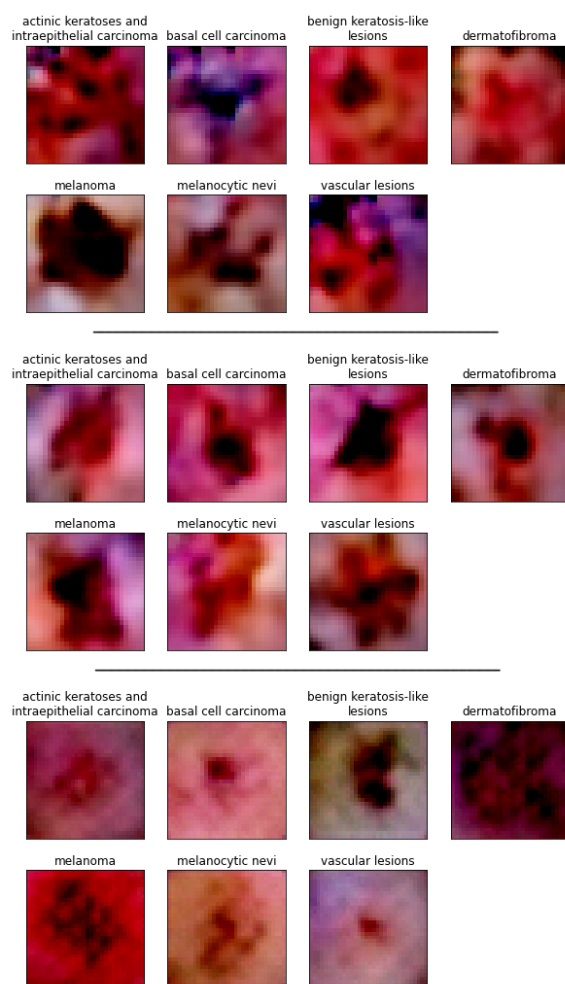 actinic keratoses and
intraepithelial carcinoma
basal cell carcinoma
benign keratosis-like
lesions
dermatofibroma
melanoma
melanocytic nevi
vascular lesions
actinic keratoses and
intraepithelial carcinoma
basal cell carcinoma
benign keratosis-like
lesions
dermatofibroma
melanoma
melanocytic nevi
vascular lesions
actinic keratoses and
intraepithelial carcinoma
basal cell carcinoma
benign keratosis-like
lesions
dermatofibroma
melanoma
melanocytic nevi
vascular lesions